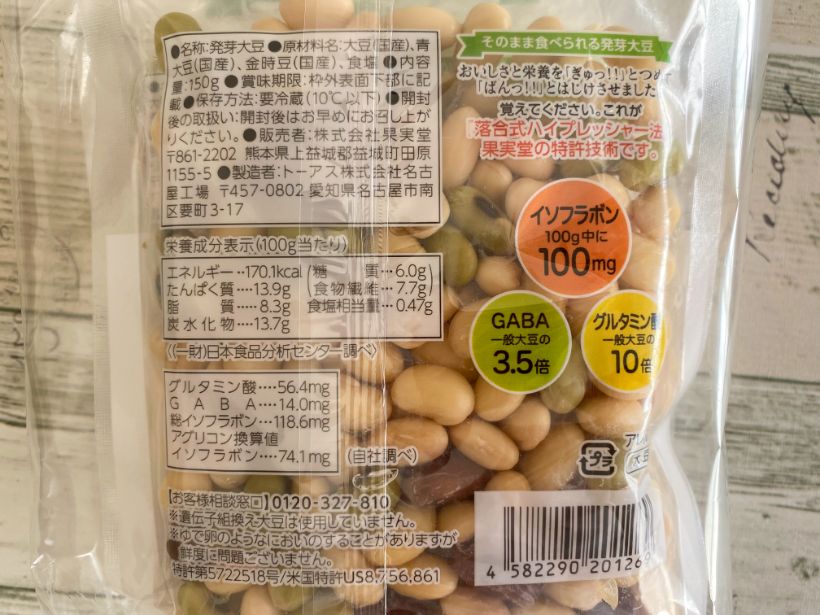 ●名称:発芽大豆●原材料名:大豆(国産)、青
大豆(国産)、金時豆(国産)、食塩●内容
量:150g●賞味期限:枠外表面下部に記
載●保存方法:要冷蔵(10℃以下)●開封
後の取扱い:開封後はお早めにお召し上が
りください。●販売者:株式会社果実堂
〒861-2202 熊本県上益城郡益城町田原
1155-5●製造者:トーアス株式会社名古
屋工場 〒457-0802 愛知県名古屋市南
区要町3-17
栄養成分表示(100g当たり)
エネルギー…170.1kcal(糖 質…6.0g)
たんぱく質…13.9g(食物繊維…7.7g)
脂 質…8.3g 食塩相当量…0.47g
炭水化物…13.7g
((一財)日本食品分析センター調べ)
グルタミン酸…56.4mg
GABA…14.0mg
総イソフラボン…118.6mg
アグリコン換算値
イソフラボン…74.1mg
(自社調べ)
【お客様相談窓口】0120-327-810
※遺伝子組換え大豆は使用していません。
※ゆで卵のようなにおいのすることがありますが
鮮度に問題ございません。
特許第5722518号/米国特許US8,756,861
そのまま食べられる発芽大豆
おいしさと栄養を「ぎゅっ!!」とつめ
「ぱんっ!!」とはじけさせました
覚えてください。これが
「落合式ハイプレッシャー法
果実堂の特許技術です。
イソフラボン
100g中に
100mg
GABA
一般大豆の
3.5倍
グルタミン酸
一般大豆の
10倍
プラ
アレ
大豆
4 582290 201269